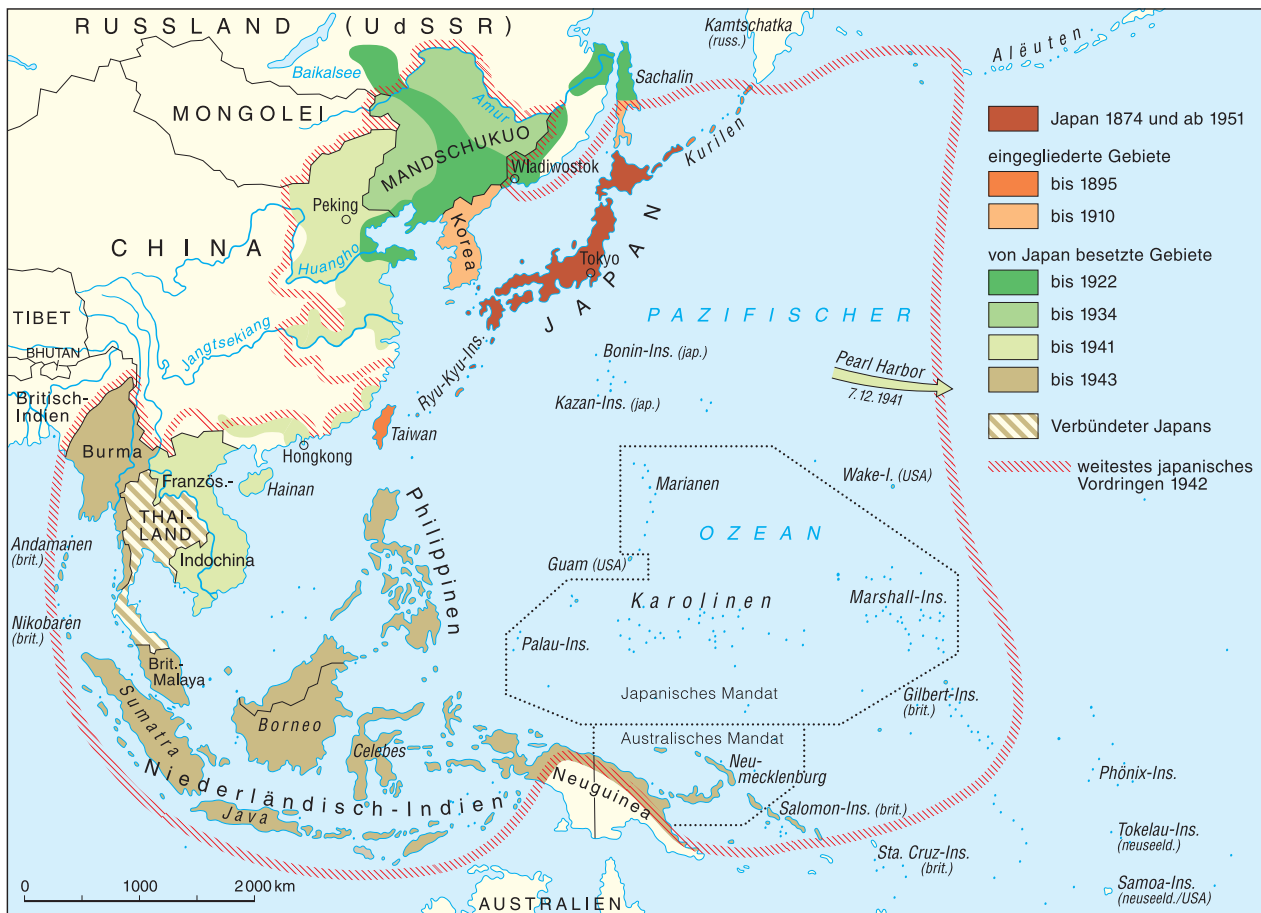 RUSSLAND (UdSSR)
Kamtschatka
(russ.)
Alëuten
Baikalsee
Sachalin
MONGOLEI
Amur
MANDSCHUKUO
Kurilen
Wladiwostok
Peking
Korea
CHINA
Huangho
Tokyo
JAPAN
TIBET
BHUTAN
Jangtsekiang
Ryu-Kyu-Ins.
PAZIFISCHER
Bonin-Ins. (jap.)
Pearl Harbor
7.12.1941
Kazan-Ins. (jap.)
Britisch-
Indien
Taiwan
Burma
Hongkong
Französ.-
Hainan
Marianen
Wake-I. (USA)
THAI-
LAND
Philippinen
OZEAN
Andamanen
(brit.)
Indochina
Guam (USA)
Karolinen
Marshall-Ins.
Nikobaren
(brit.)
Palau-Ins.
Brit.-
Malaya
Japanisches Mandat
Gilbert-Ins.
(brit.)
Sumatra
Borneo
Celebes
Australisches Mandat
Neu-
mecklenburg
Phönix-Ins.
Niederländisch-Indien
Neuguinea
Java
Salomon-Ins. (brit.)
Tokelau-Ins.
(neuseeld.)
Sta. Cruz-Ins.
(brit.)
Samoa-Ins.
(neuseeld./USA)
0 1000 2000 km
AUSTRALIEN
Japan 1874 und ab 1951
eingegliederte Gebiete
bis 1895
bis 1910
von Japan besetzte Gebiete
bis 1922
bis 1934
bis 1941
bis 1943
Verbündeter Japans
weitestes japanisches
Vordringen 1942